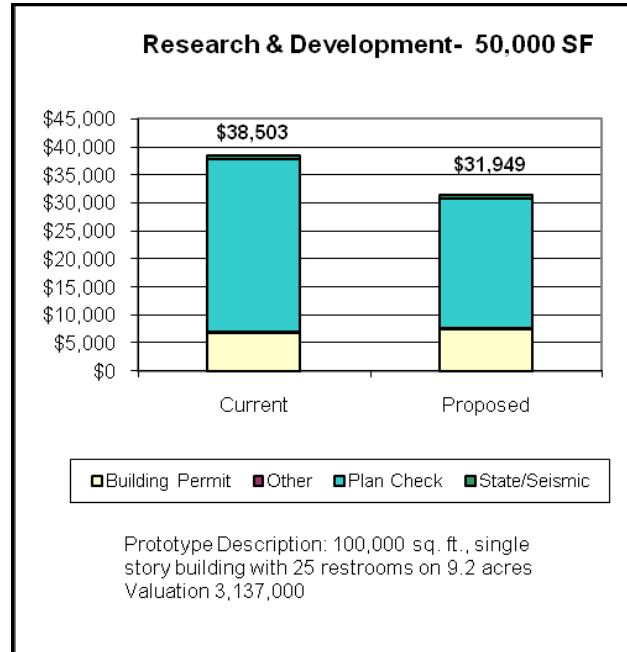 Research & Development- 50,000 SF
$45,000
$40,000
$35,000
$30,000
$25,000
$20,000
$15,000
$10,000
$5,000
$0
$38,503
$31,949
Current
Proposed
Building Permit
Other
Plan Check
State/Seismic
Prototype Description: 100,000 sq. ft., single
story building with 25 restrooms on 9.2 acres
Valuation 3,137,000